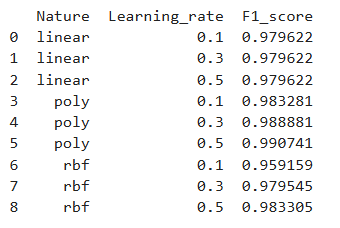 Nature Learning_rate F1_score
0 linear 0.1 0.979622
1 linear 0.3 0.979622
2 linear 0.5 0.979622
3 poly 0.1 0.983281
4 poly 0.3 0.988881
5 poly 0.5 0.990741
6 rbf 0.1 0.959159
7 rbf 0.3 0.979545
8 rbf 0.5 0.983305